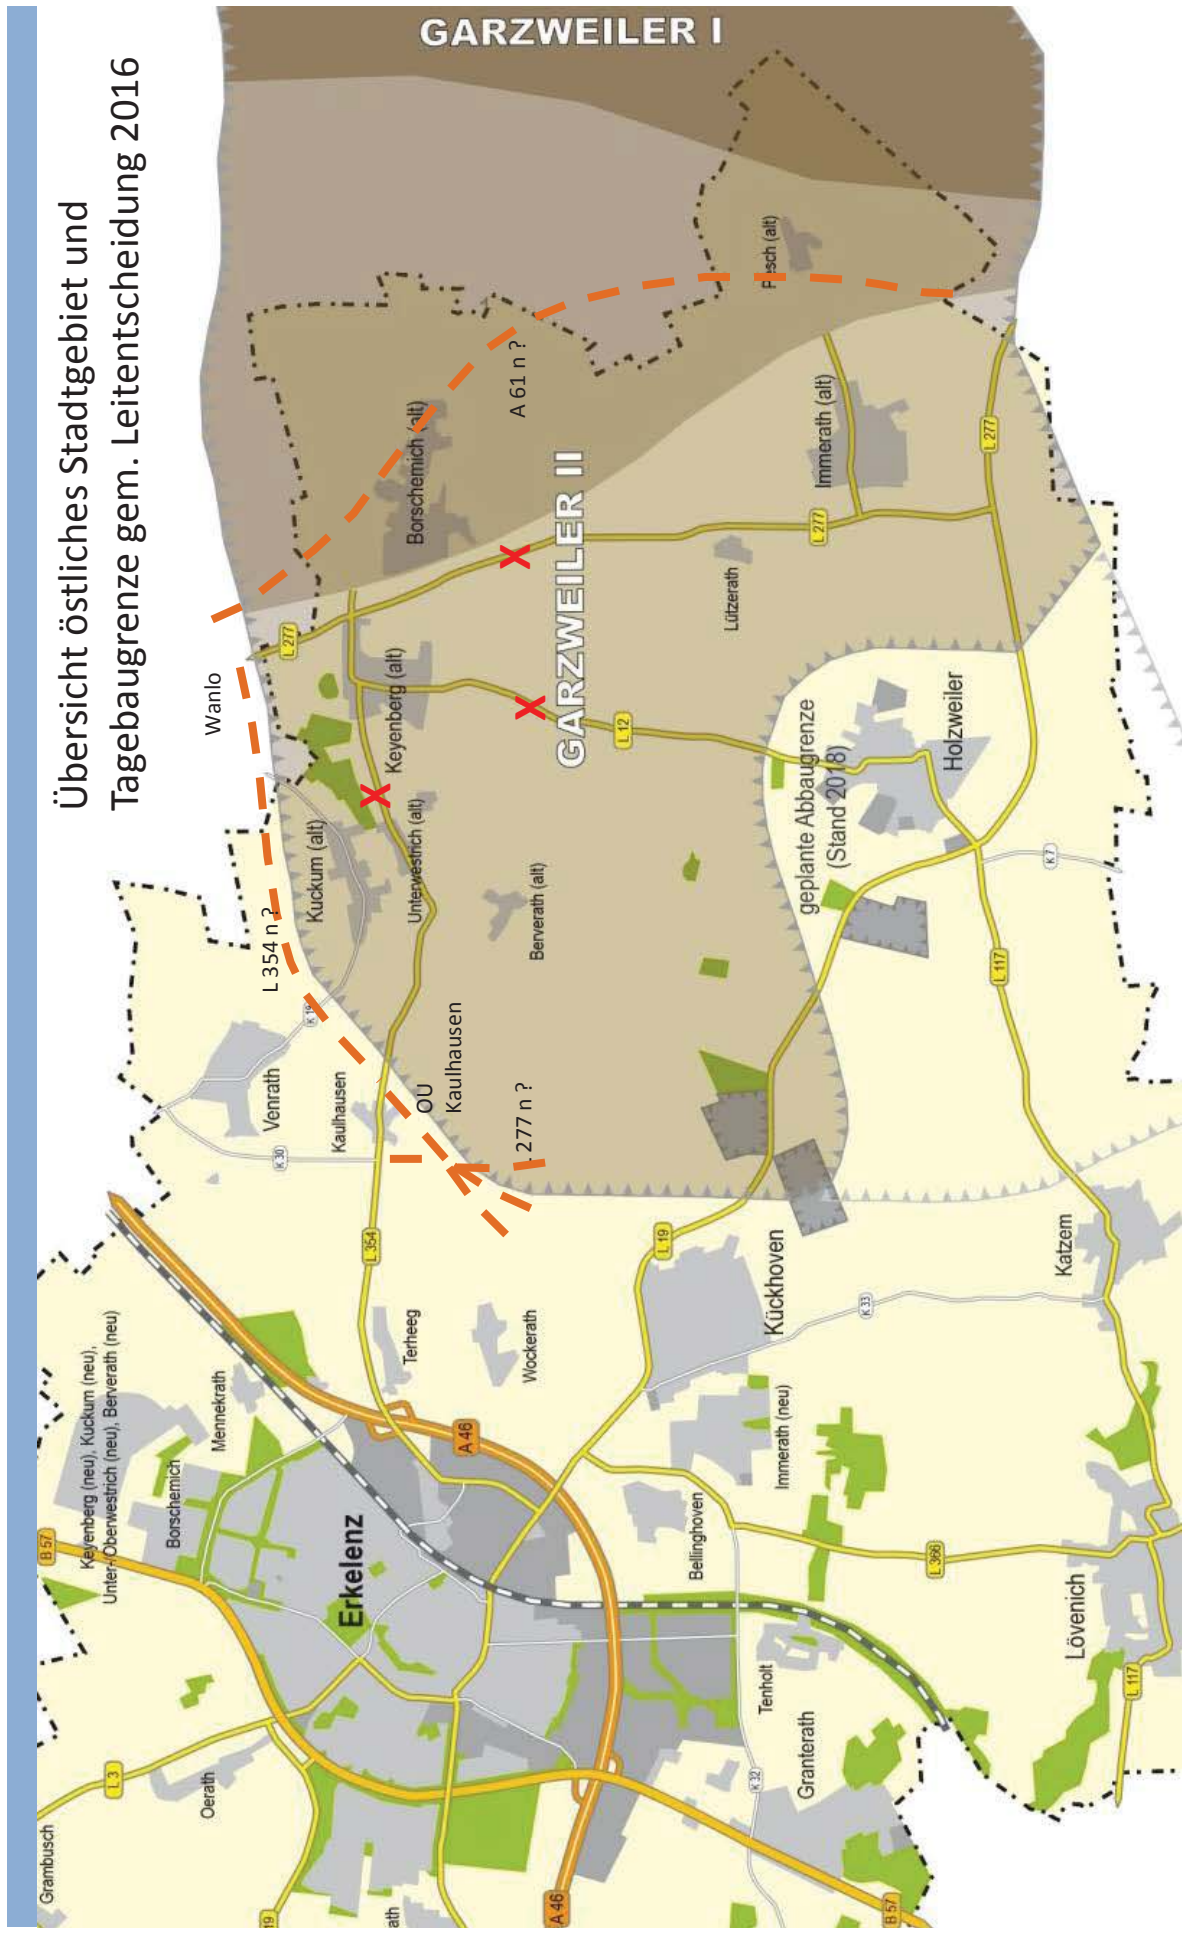 Übersicht östliches Stadtgebiet und
Tagebaugrenze gem. Leitentscheidung 2016
GARZWEILER I
GARZWEILER II
Wanlo
L 277
A 61 n ?
Borschemich (alt)
Pesch (alt)
Immerath (alt)
L 277
L 277
Lützerath
Keyenberg (alt)
L 12
Kuckum (alt)
Unterwestrich (alt)
Berverath (alt)
geplante Abbaugrenze
(Stand 2018)
Holzweiler
K 7
L 117
L 354 n ?
K 19
Venrath
K 30
Kaulhausen
OU
Kaulhausen
277 n ?
L 354
L 19
Kückhoven
K 33
Katzem
Keyenberg (neu), Kuckum (neu),
Unter-/Oberwestrich (neu), Berverath (neu)
Mennekrath
Borschemich
B 57
Terheeg
Wockerath
A 46
Erkelenz
Immerath (neu)
Bellinghoven
L 366
Lövenich
L 117
Tenholt
Granterath
K 32
L 3
Oerath
Grambusch
19
ath
A 46
B 57
X
X
X